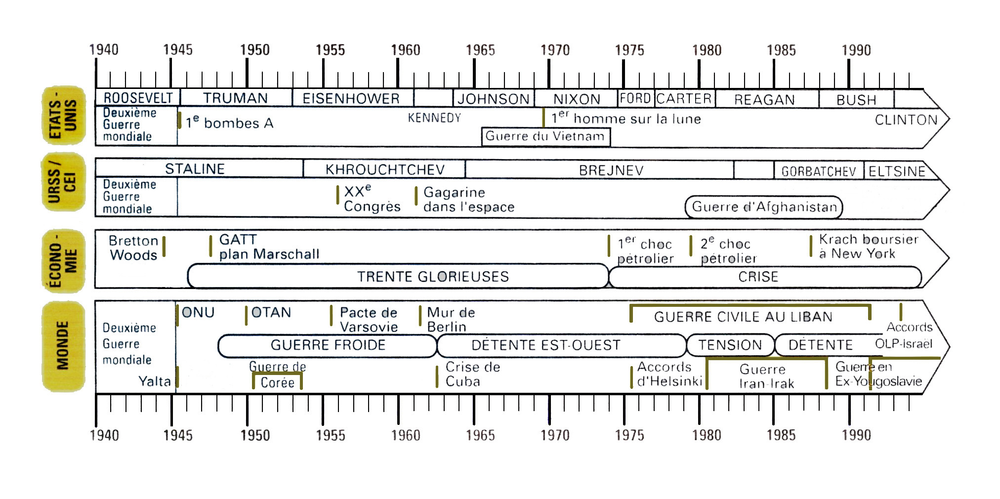 1940 1945 1950 1955 1960 1965 1970 1975 1980 1985 1990
ETATS-
UNIS
ROOSEVELT TRUMAN EISENHOWER JOHNSON NIXON FORD CARTER REAGAN BUSH
Deuxième
Guerre
mondiale
1e bombes A
KENNEDY
1er homme sur la lune
CLINTON
Guerre du Vietnam
URSS /
CEI
STALINE KHROUCHTCHEV BREJNEV GORBATCHEV ELTSINE
Deuxième
Guerre
mondiale
XXe
Congrès
Gagarine
dans l'espace
Guerre d'Afghanistan
ÉCONO-
MIE
Bretton
Woods
GATT
plan Marschall
1er choc
pétrolier
2e choc
pétrolier
Krach boursier
à New York
TRENTE GLORIEUSES
CRISE
MONDE
Deuxième
Guerre
mondiale
ONU
OTAN
Pacte de
Varsovie
Mur de
Berlin
GUERRE CIVILE AU LIBAN
Accords
OLP-Israël
GUERRE FROIDE
DÉTENTE EST-OUEST
TENSION
DÉTENTE
Yalta
Guerre de
Corée
Crise de
Cuba
Accords
d'Helsinki
Guerre
Iran-Irak
Guerre en
Ex-Yougoslavie
1940 1945 1950 1955 1960 1965 1970 1975 1980 1985 1990